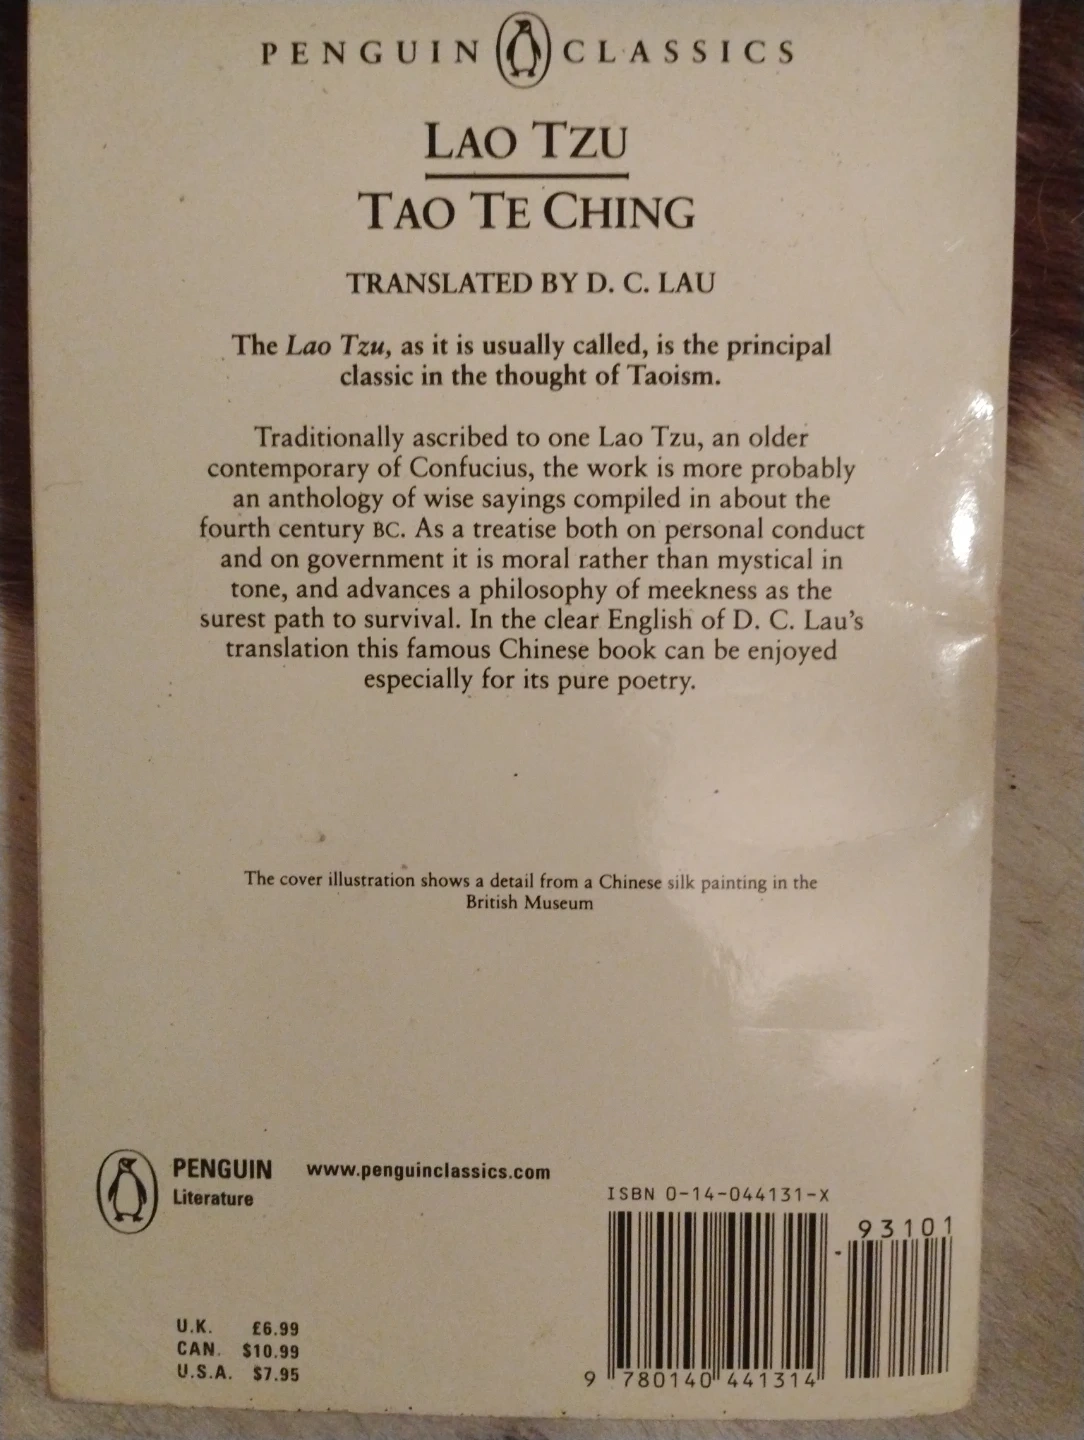 PENGUIN CLASSICS
LAO TZU
TAO TE CHING
TRANSLATED BY D. C. LAU
The Lao Tzu, as it is usually called, is the principal
classic in the thought of Taoism.
Traditionally ascribed to one Lao Tzu, an older
contemporary of Confucius, the work is more probably
an anthology of wise sayings compiled in about the
fourth century BC. As a treatise both on personal conduct
and on government it is moral rather than mystical in
tone, and advances a philosophy of meekness as the
surest path to survival. In the clear English of D. C. Lau's
translation this famous Chinese book can be enjoyed
especially for its pure poetry.
The cover illustration shows a detail from a Chinese silk painting in the
British Museum
PENGUIN www.penguinclassics.com
Literature
ISBN 0-14-044131-X
93101
U.K. £6.99
CAN. $10.99
U.S.A. $7.95
9 780140 441314